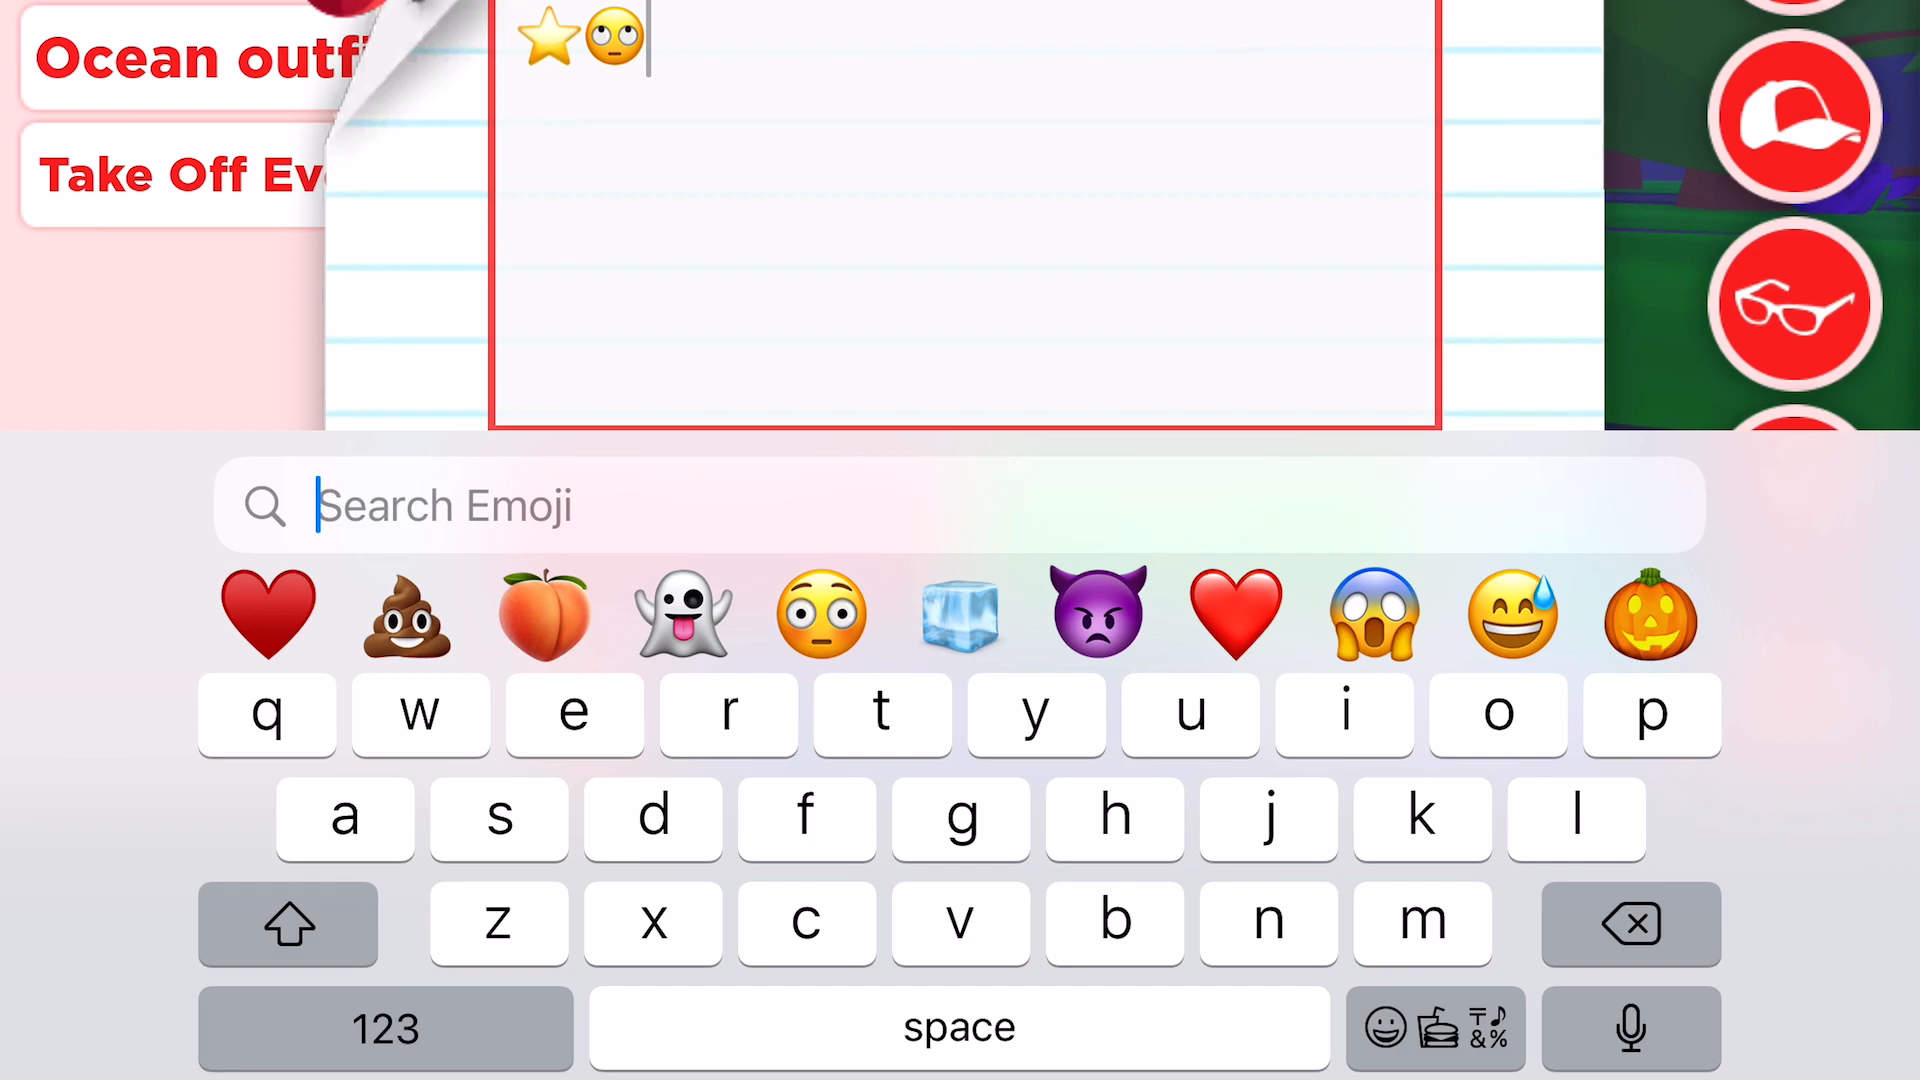 Ocean outf
Take Off Ev
⭐🙄
Search Emoji
q w e r t y u i o p
a s d f g h j k l
z x c v b n m
123 space